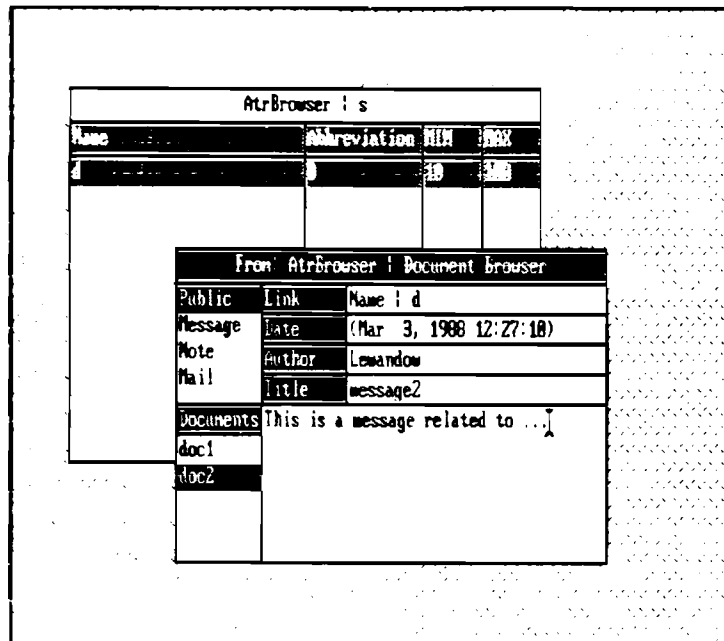 AtrBrowser | s
Name Abbreviation MIN MAX
d
From: AtrBrowser | Document browser
Public Link Name | d
Message Date (Mar 3, 1988 12:27:18)
Note Author Lewandow
Mail Title message2
Documents This is a message related to ...
doc1
doc2